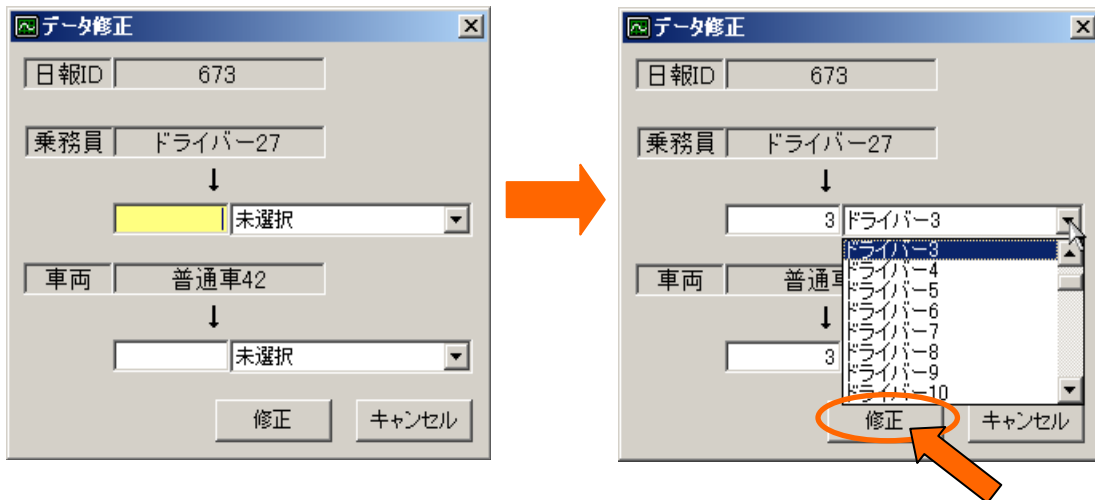 データ修正
日報ID 673
乗務員 ドライバー27
↓
未選択
車両 普通車42
↓
未選択
修正 キャンセル
データ修正
日報ID 673
乗務員 ドライバー27
↓
3 ドライバー3
ドライバー3
ドライバー4
ドライバー5
ドライバー6
ドライバー7
ドライバー8
ドライバー9
ドライバー10
車両 普通車
↓
3
修正 キャンセル